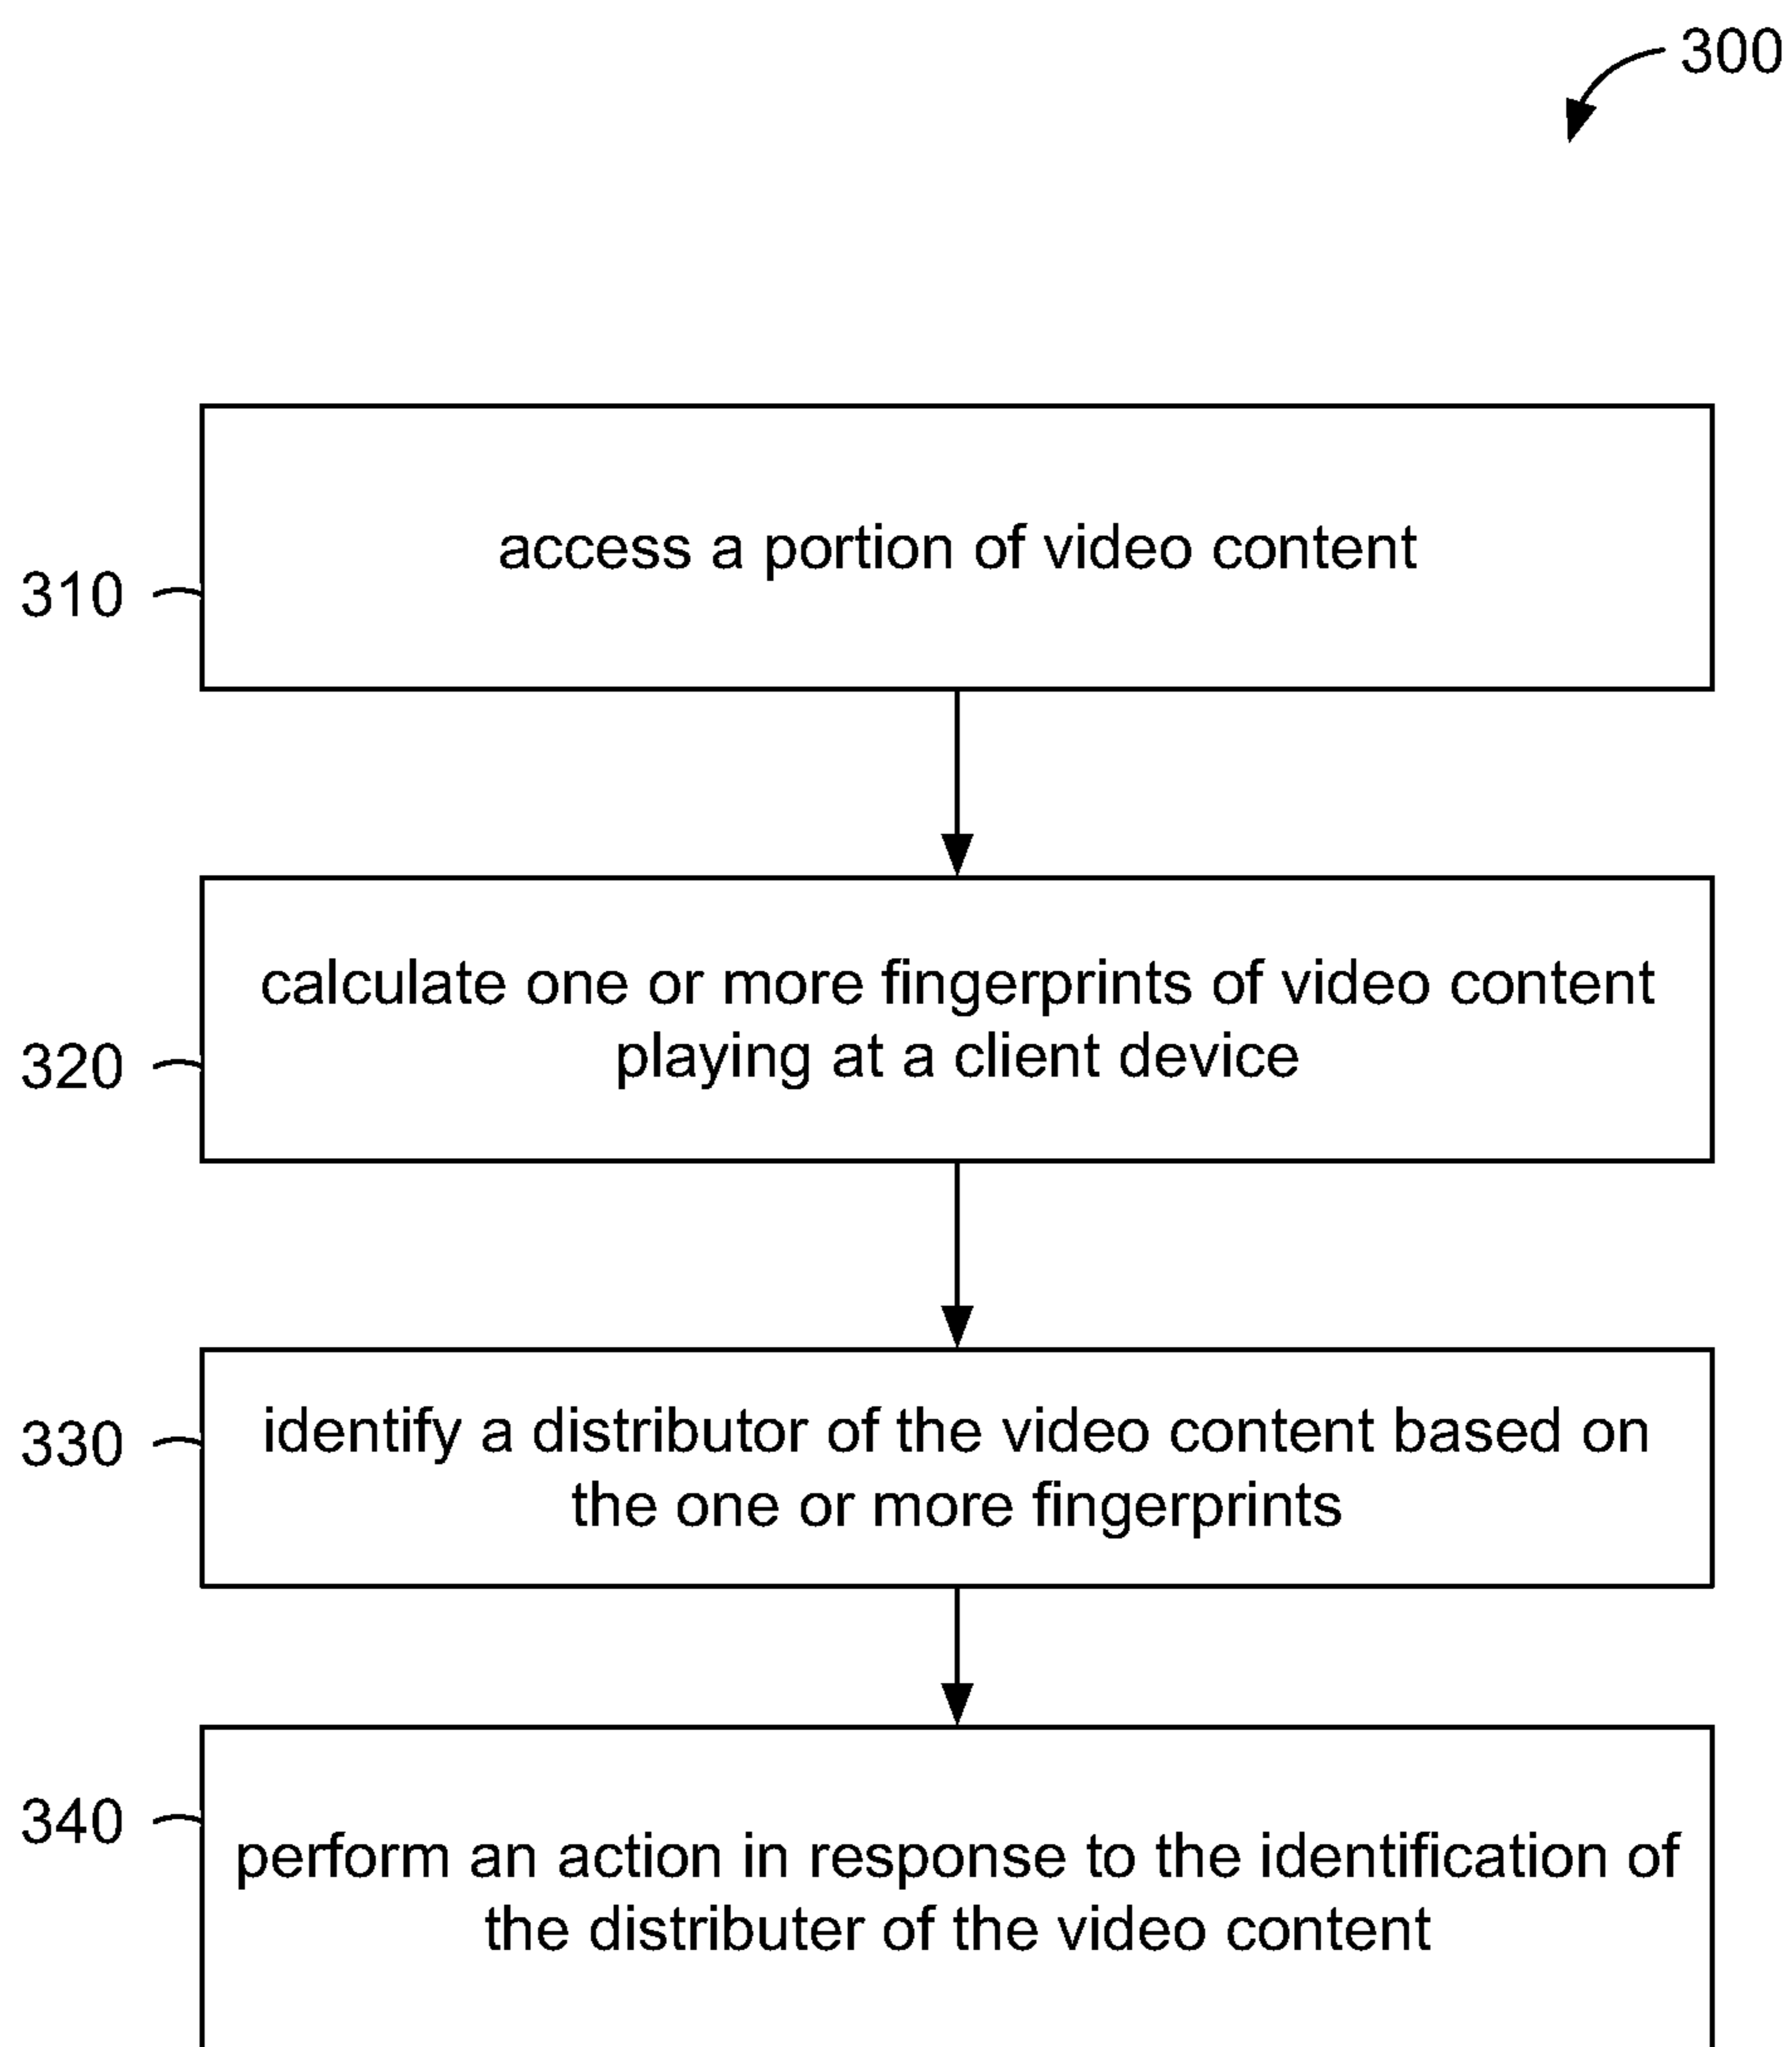 300
access a portion of video content
310
calculate one or more fingerprints of video content
playing at a client device
320
identify a distributor of the video content based on
the one or more fingerprints
330
340
perform an action in response to the identification of
the distributer of the video content